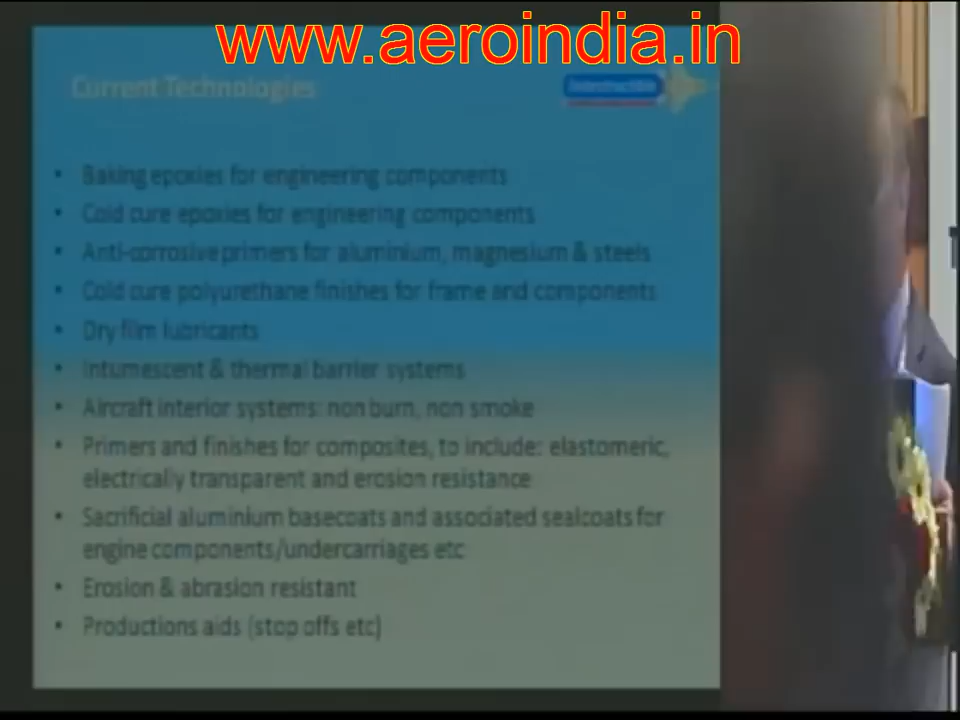 www.aeroindia.in
Current Technologies
• Baking epoxies for engineering components
• Cold cure epoxies for engineering components
• Anti-corrosive primers for aluminium, magnesium & steels
• Cold cure polyurethane finishes for frame and components
• Dry film lubricants
• Intumescent & thermal barrier systems
• Aircraft interior systems: non burn, non smoke
• Primers and finishes for composites, to include: elastomeric,
electrically transparent and erosion resistance
• Sacrificial aluminium basecoats and associated sealcoats for
engine components/undercarriages etc
• Erosion & abrasion resistant
• Productions aids (stop offs etc)